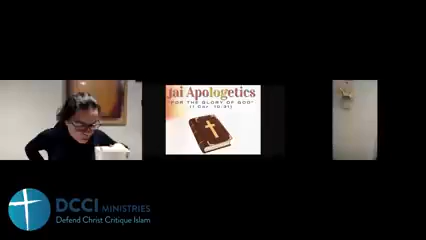 Jai Apologetics
"FOR THE GLORY OF GOD"
(1 Cor. 10:31)
DCCI MINISTRIES
Defend Christ Critique Islam